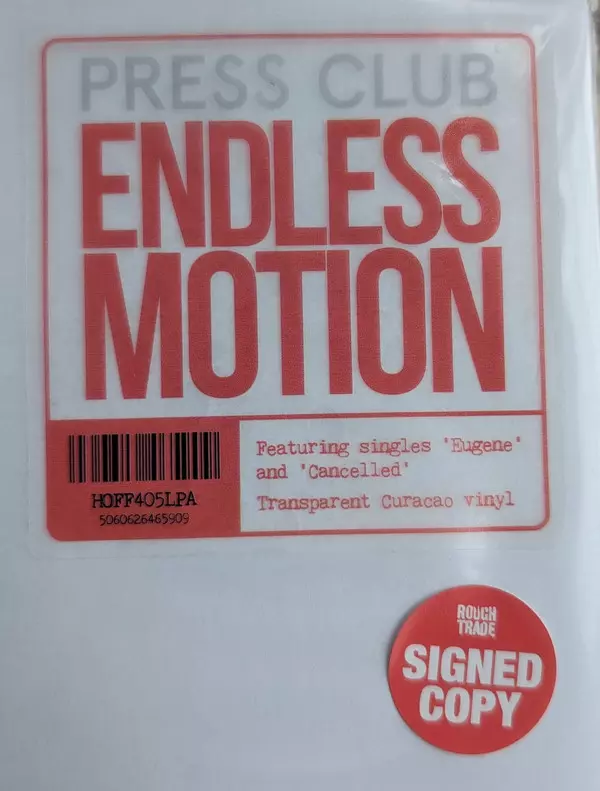 PRESS CLUB
ENDLESS
MOTION
HOFF405LPA
5060626465909
Featuring singles 'Eugene'
and 'Cancelled'
Transparent Curacao vinyl
ROUGH
TRADE
SIGNED
COPY